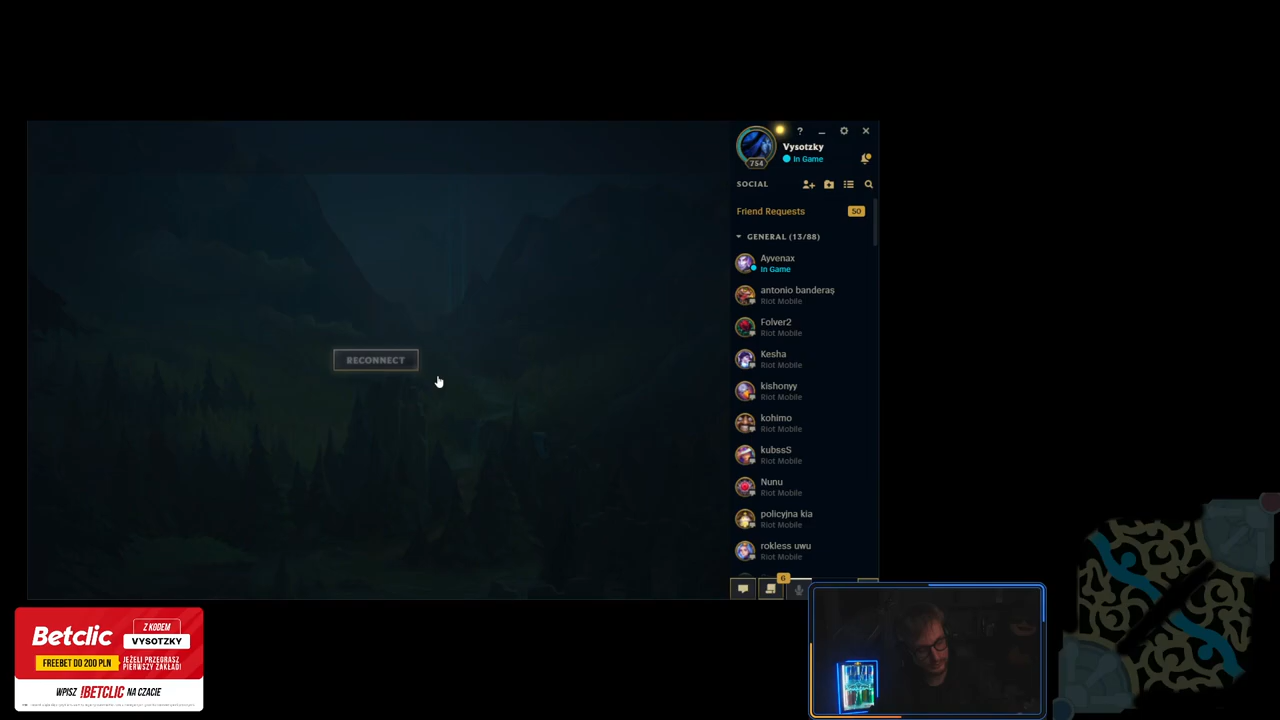 ?
Vysotzky
In Game
754
SOCIAL
Friend Requests
50
GENERAL (13/88)
Ayvenax
In Game
antonio banderaş
Riot Mobile
Folver2
Riot Mobile
Kesha
Riot Mobile
kishonyy
Riot Mobile
kohimo
Riot Mobile
kubssS
Riot Mobile
Nunu
Riot Mobile
policyjna kia
Riot Mobile
rokless uwu
Riot Mobile
6
RECONNECT
Betclic
Z KODEM
VYSOTZKY
FREEBET DO 200 PLN
JEŻELI PRZEGRASZ
PIERWSZY ZAKŁAD!
WPISZ !BETCLIC NA CZACIE